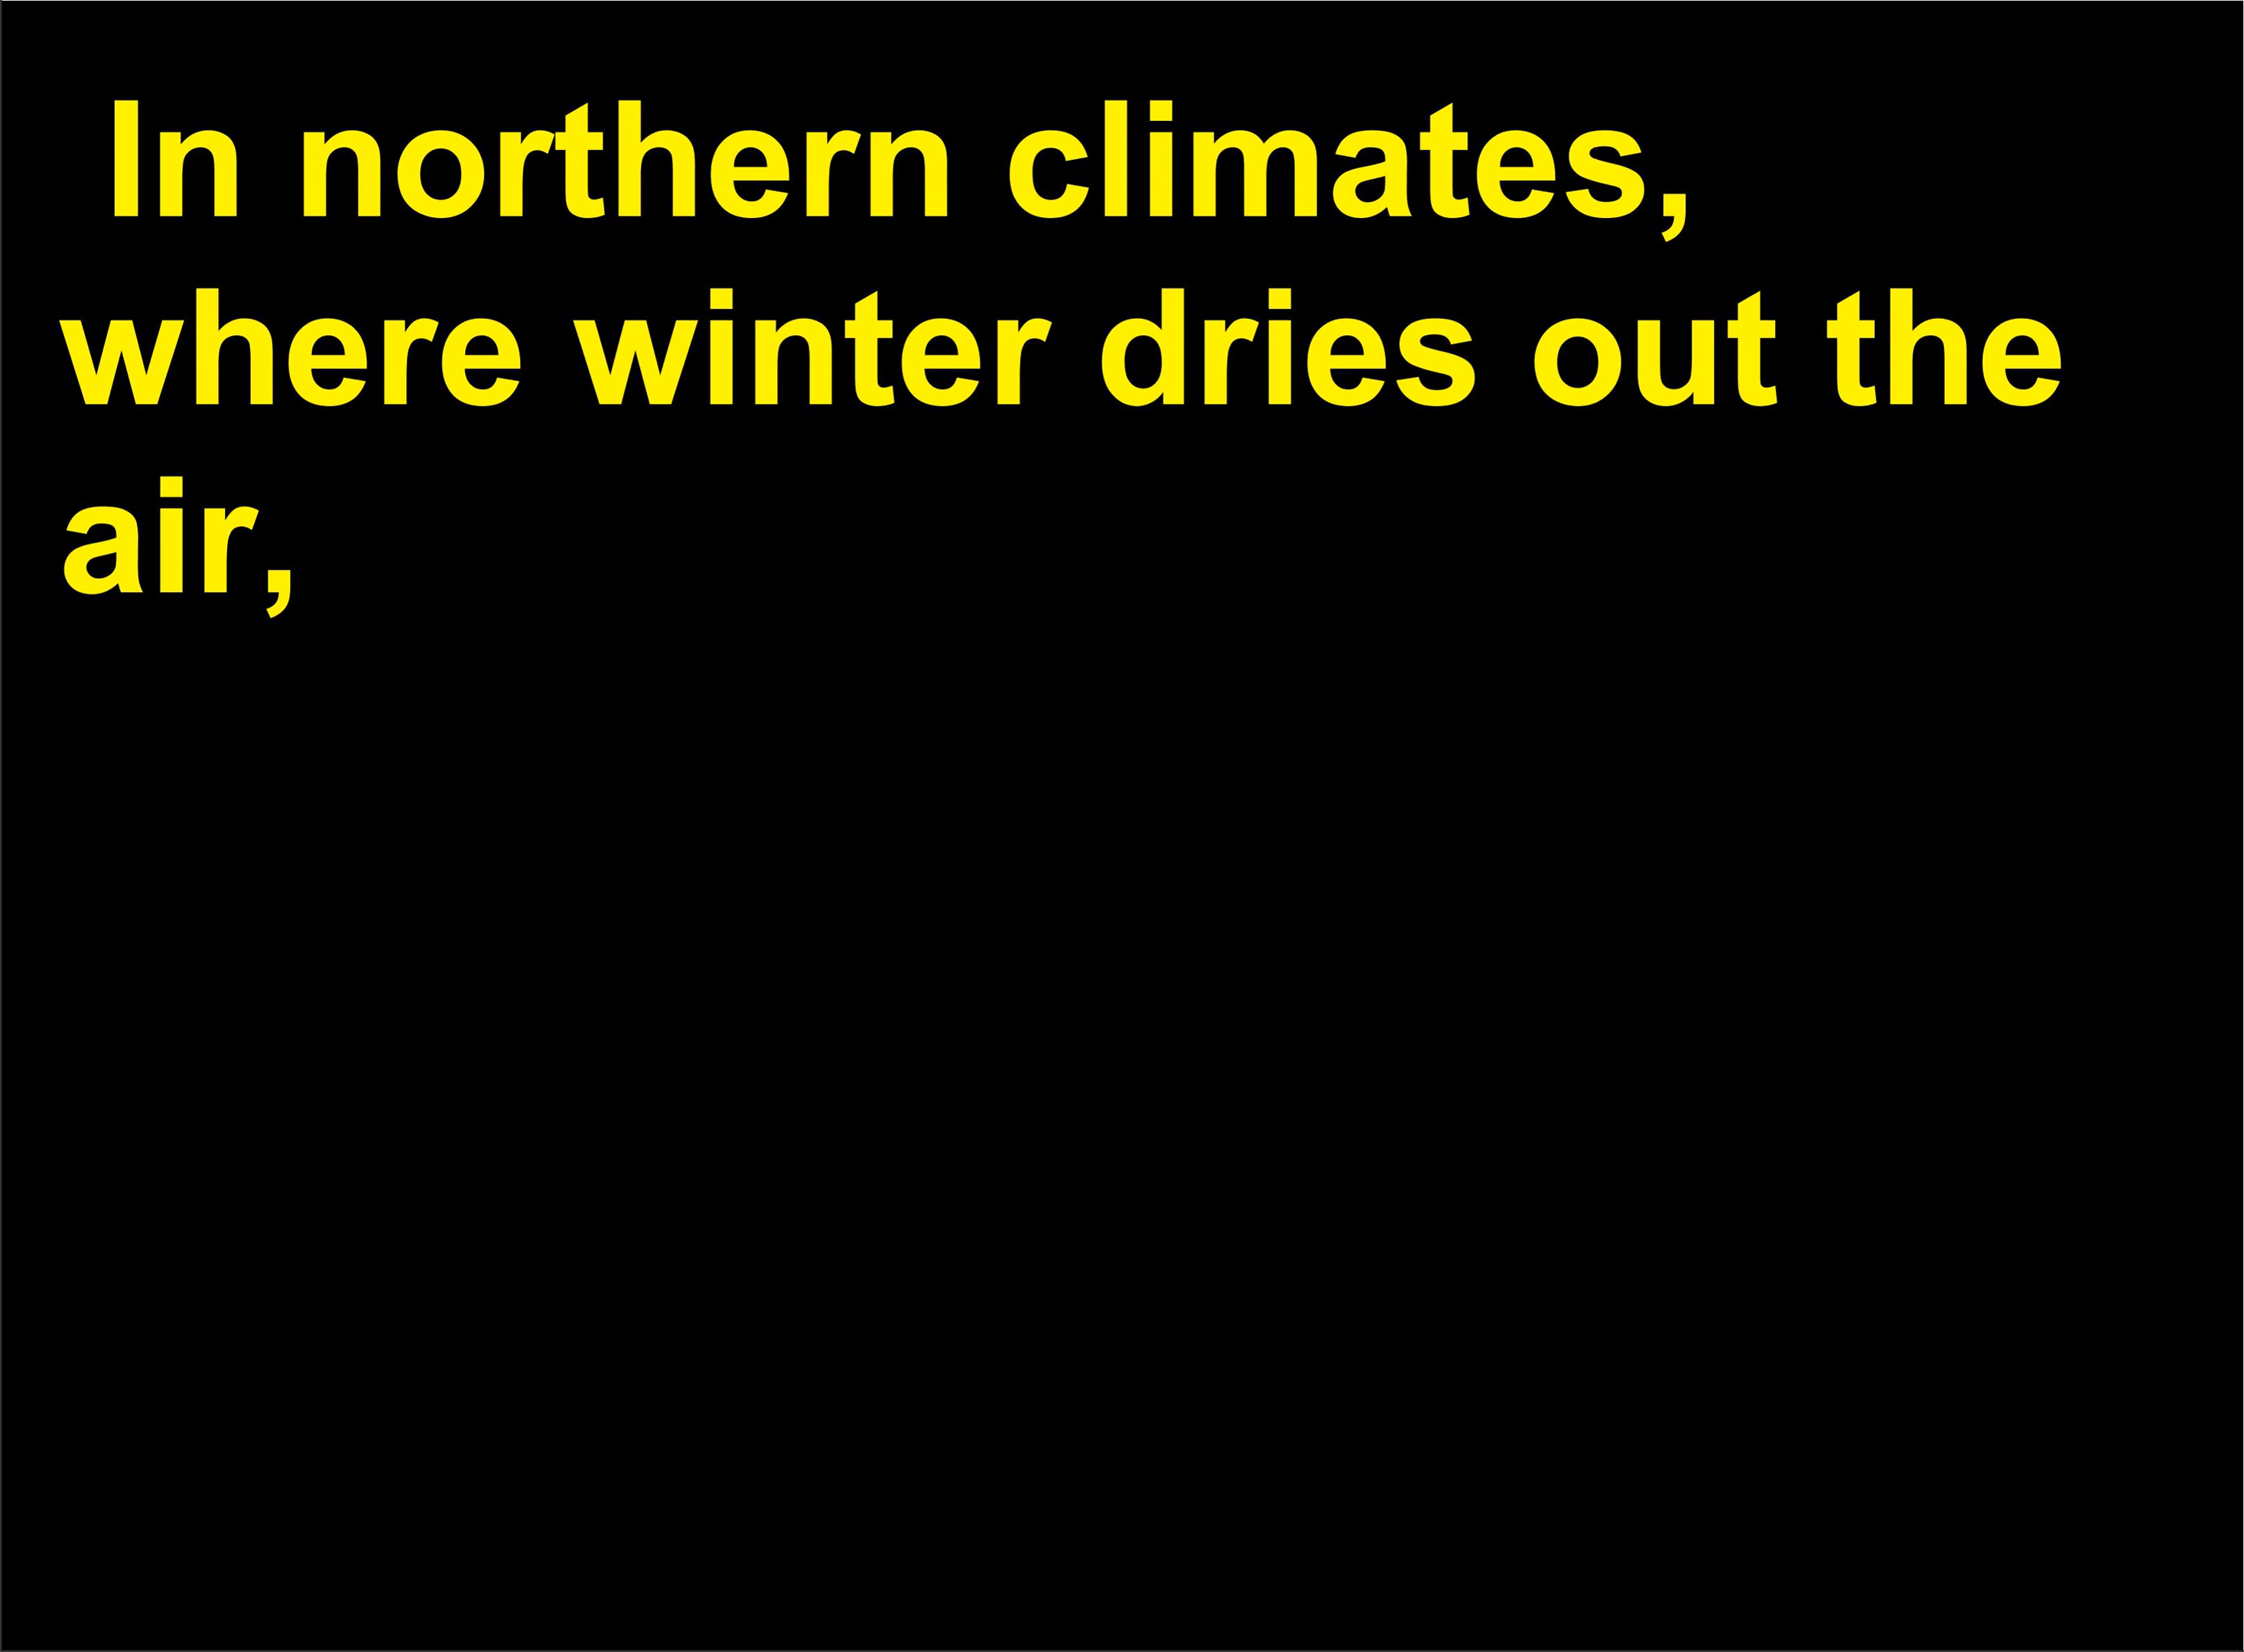 In northern climates,
where winter dries out the
air,